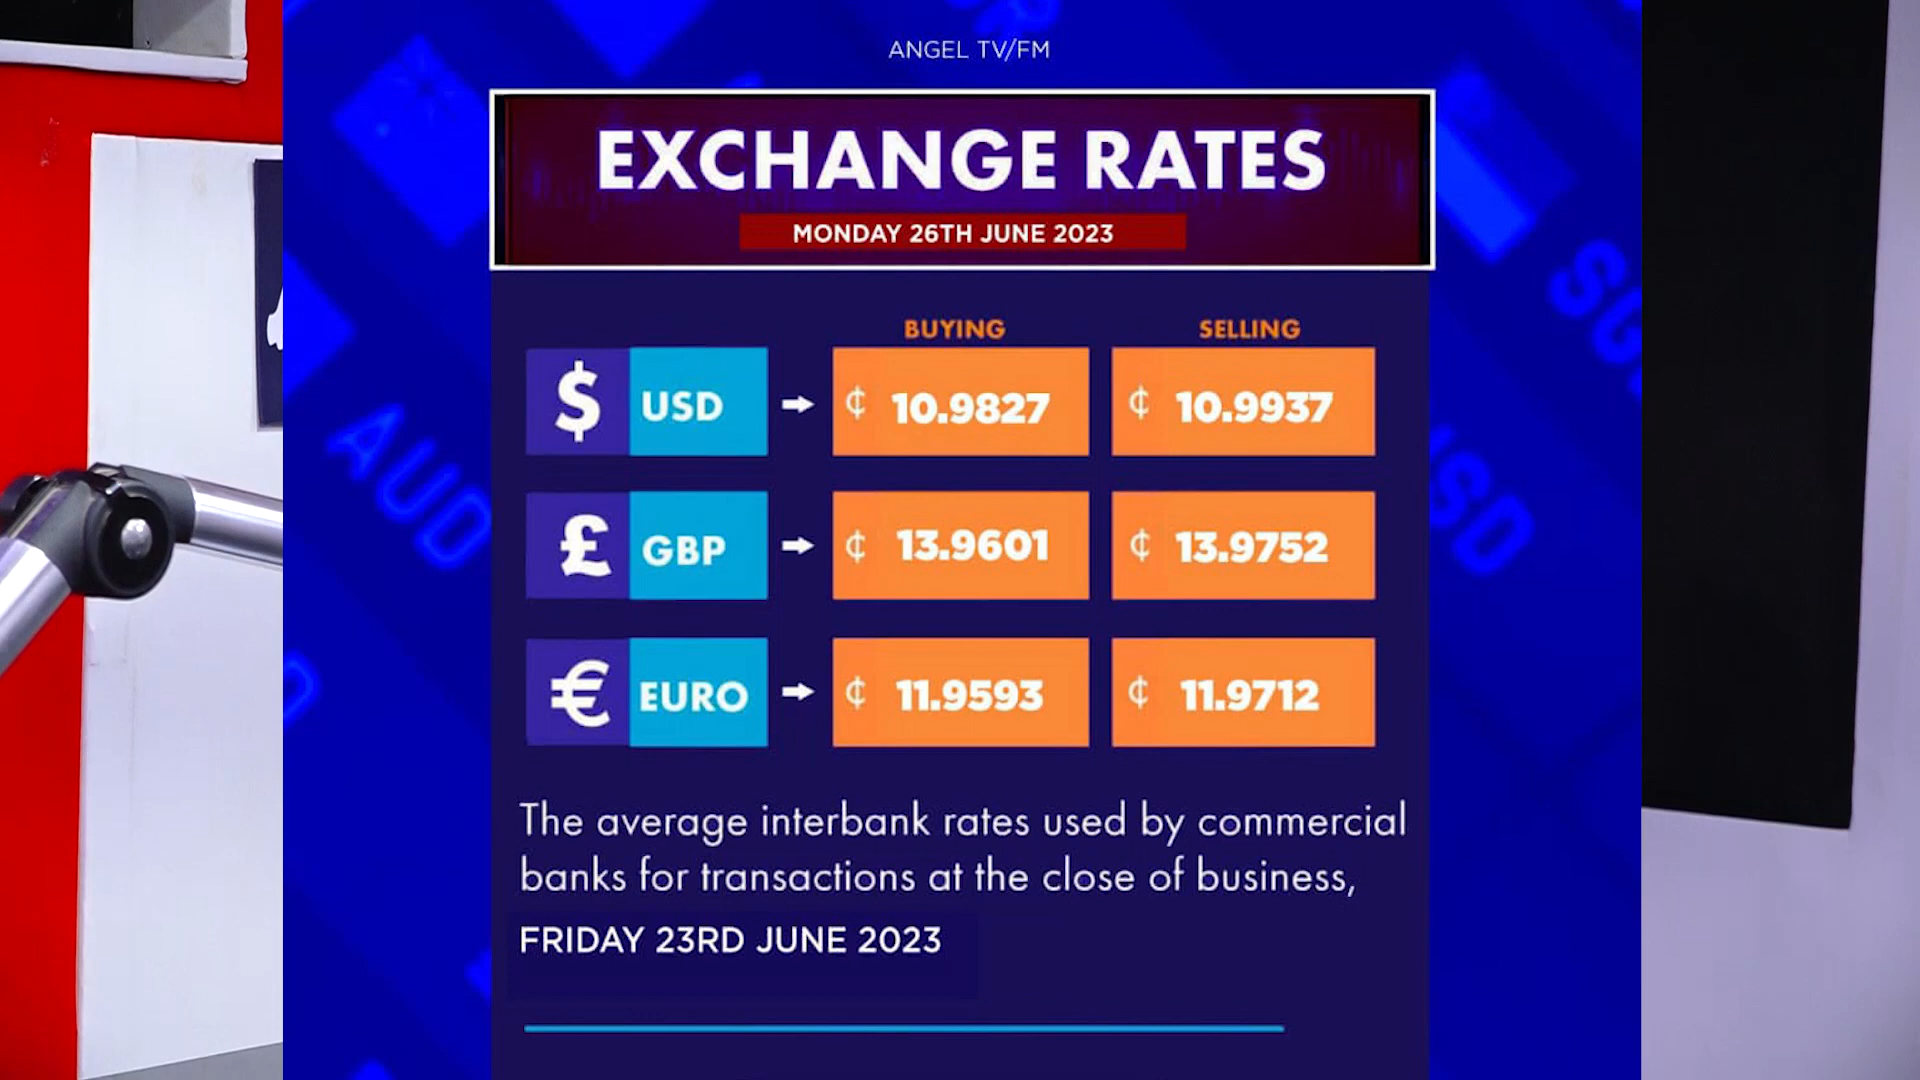 ANGEL TV/FM
EXCHANGE RATES
MONDAY 26TH JUNE 2023
BUYING SELLING
$ USD ₵ 10.9827 ₵ 10.9937
£ GBP ₵ 13.9601 ₵ 13.9752
€ EURO ₵ 11.9593 ₵ 11.9712
The average interbank rates used by commercial
banks for transactions at the close of business,
FRIDAY 23RD JUNE 2023
AUD